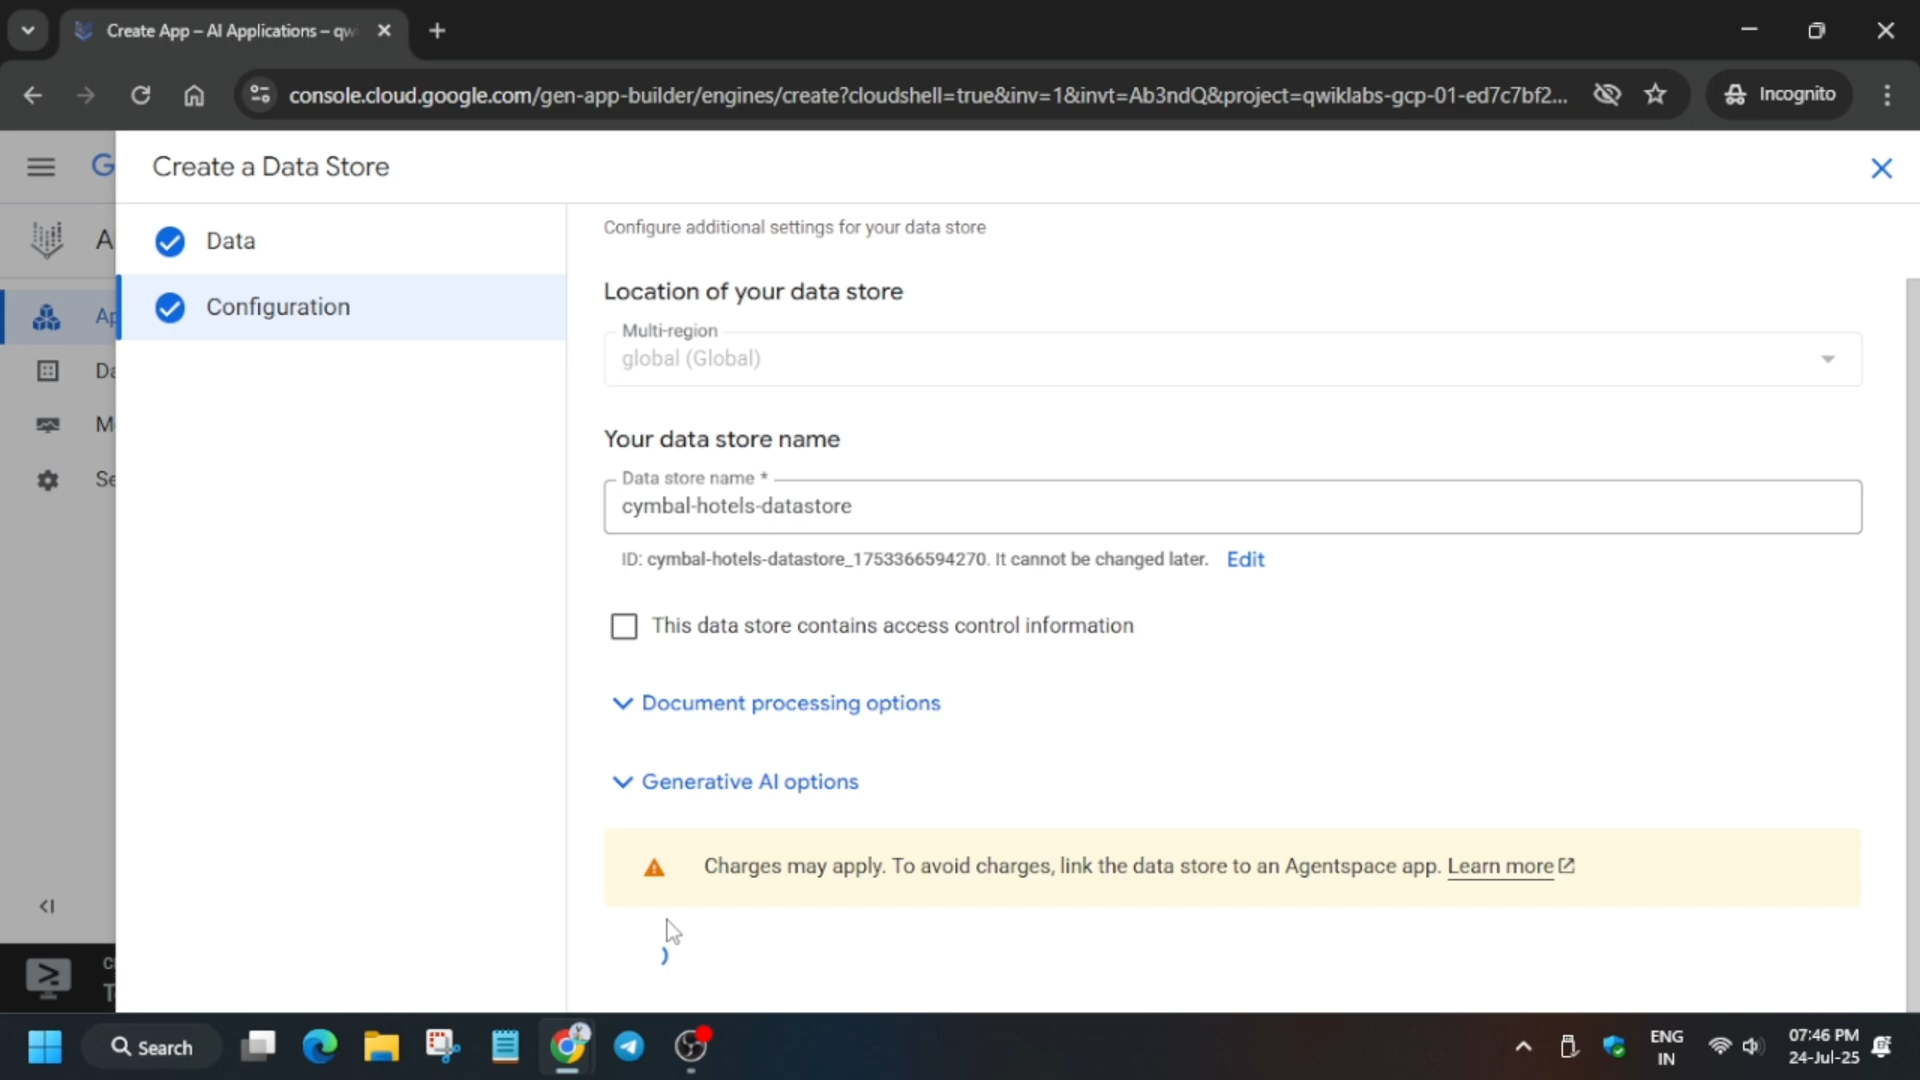 Create App – AI Applications – qw
console.cloud.google.com/gen-app-builder/engines/create?cloudshell=true&inv=1&invt=Ab3ndQ&project=qwiklabs-gcp-01-ed7c7bf2...
Incognito
G
Create a Data Store
A
Data
Configuration
Ap
Da
M
Se
Configure additional settings for your data store
Location of your data store
Multi-region
global (Global)
Your data store name
Data store name *
cymbal-hotels-datastore
ID: cymbal-hotels-datastore_1753366594270. It cannot be changed later. Edit
This data store contains access control information
Document processing options
Generative AI options
Charges may apply. To avoid charges, link the data store to an Agentspace app. Learn more
Search
ENG
IN
07:46 PM
24-Jul-25